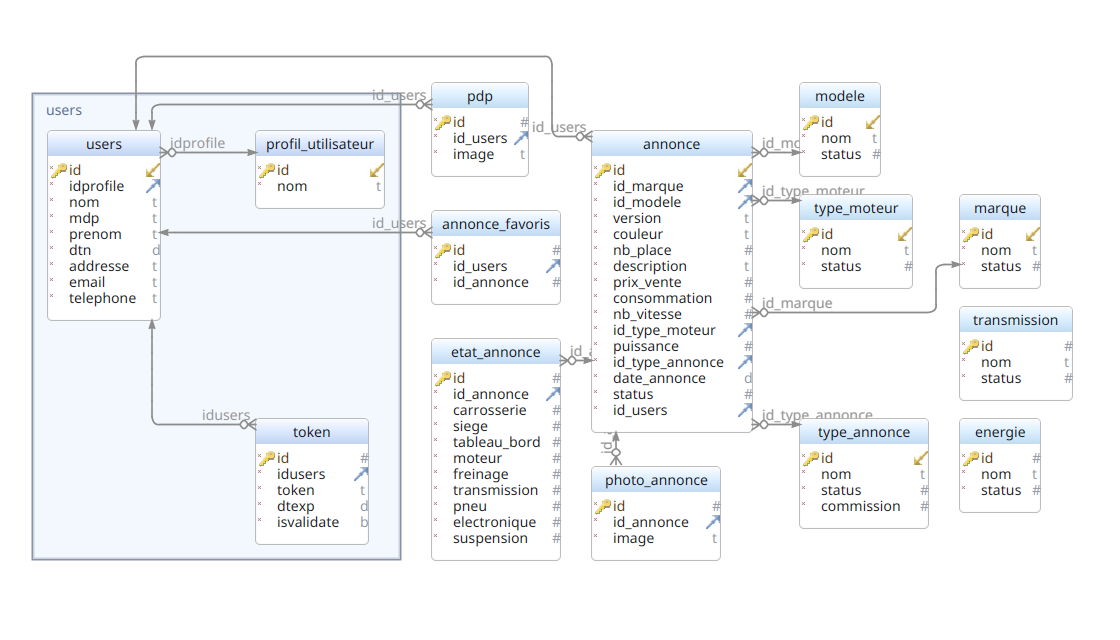 users
users
id
idprofile
nom t
mdp t
prenom t
dtn d
addresse t
email t
telephone t
idprofile
profil_utilisateur
id
nom t
idusers
token
id #
idusers
token t
dtexp d
isvalidate b
id_users
pdp
id #
id_users
image t
id_users
annonce_favoris
id #
id_users
id_annonce #
etat_annonce
id #
id_annonce
carrosserie #
siege #
tableau_bord #
moteur #
freinage #
transmission #
pneu #
electronique #
suspension #
id_users
annonce
id
id_marque
id_modele
version t
couleur t
nb_place #
description t
prix_vente #
consommation #
nb_vitesse #
id_type_moteur
puissance #
id_type_annonce
date_annonce d
status #
id_users
photo_annonce
id #
id_annonce
image t
modele
id
nom t
status #
id_type_moteur
type_moteur
id
nom t
status #
id_marque
marque
id
nom t
status #
transmission
id #
nom t
status #
id_type_annonce
type_annonce
id
nom t
status #
commission #
energie
id #
nom t
status #